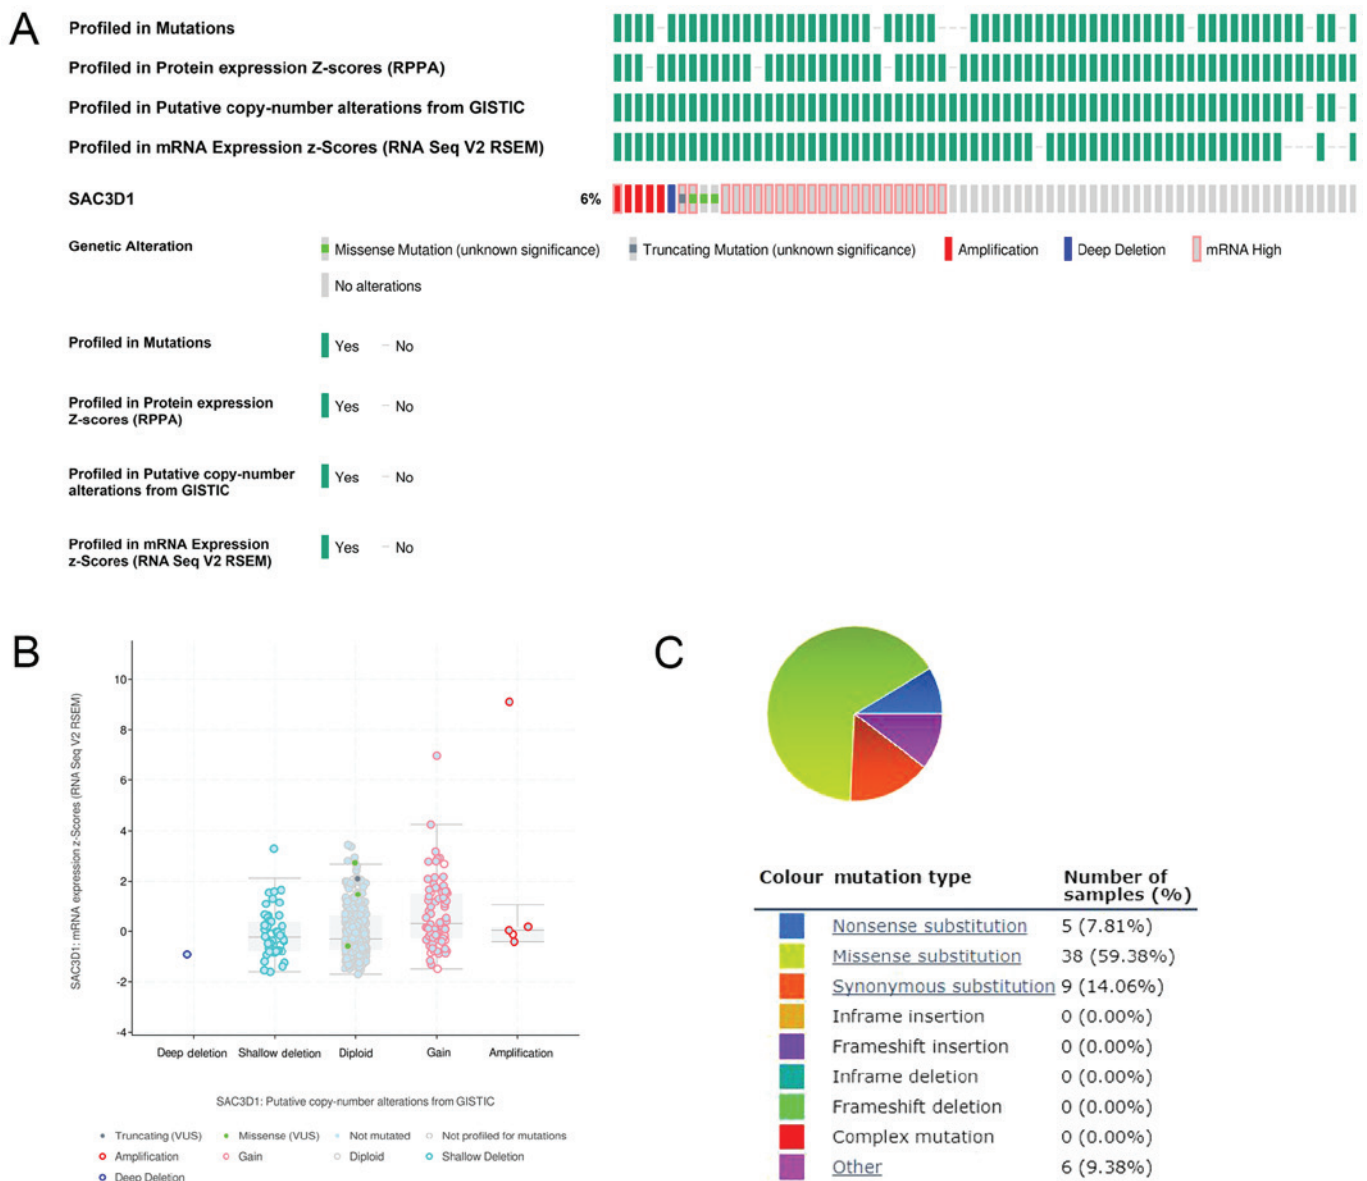 A
Profiled in Mutations
Profiled in Protein expression Z-scores (RPPA)
Profiled in Putative copy-number alterations from GISTIC
Profiled in mRNA Expression z-Scores (RNA Seq V2 RSEM)
SAC3D1 6%
Genetic Alteration Missense Mutation (unknown significance) Truncating Mutation (unknown significance) Amplification Deep Deletion mRNA High
No alterations
Profiled in Mutations Yes No
Profiled in Protein expression
Z-scores (RPPA) Yes No
Profiled in Putative copy-number
alterations from GISTIC Yes No
Profiled in mRNA Expression
z-Scores (RNA Seq V2 RSEM) Yes No
B
SAC3D1: mRNA expression z-Scores (RNA Seq V2 RSEM)
10
8
6
4
2
0
-2
-4
Deep deletion Shallow deletion Diploid Gain Amplification
SAC3D1: Putative copy-number alterations from GISTIC
Truncating (VUS) Missense (VUS) Not mutated Not profiled for mutations
Amplification Gain Diploid Shallow Deletion
Deep Deletion
C
Colour mutation type Number of
samples (%)
Nonsense substitution 5 (7.81%)
Missense substitution 38 (59.38%)
Synonymous substitution 9 (14.06%)
Inframe insertion 0 (0.00%)
Frameshift insertion 0 (0.00%)
Inframe deletion 0 (0.00%)
Frameshift deletion 0 (0.00%)
Complex mutation 0 (0.00%)
Other 6 (9.38%)